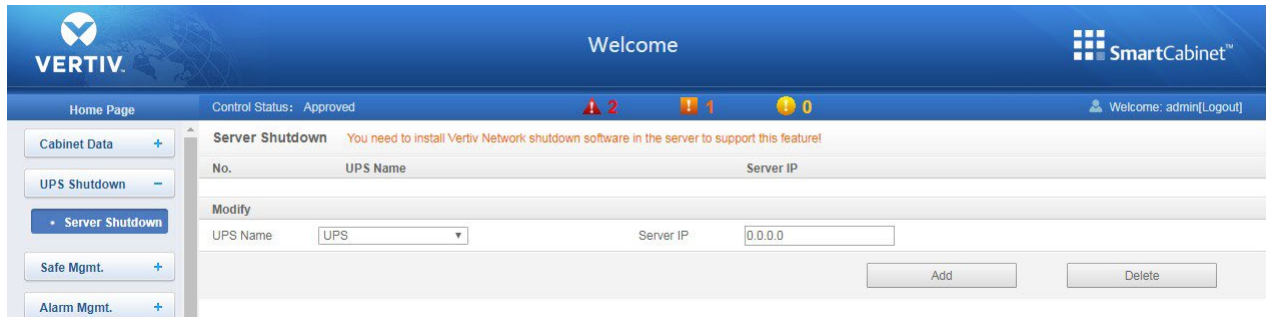 VERTIV.
Welcome
SmartCabinet™
Home Page
Control Status: Approved
2
1
0
Welcome: admin[Logout]
Cabinet Data +
UPS Shutdown −
• Server Shutdown
Safe Mgmt. +
Alarm Mgmt. +
Server Shutdown You need to install Vertiv Network shutdown software in the server to support this feature!
No. UPS Name Server IP
Modify
UPS Name UPS Server IP 0.0.0.0
Add Delete